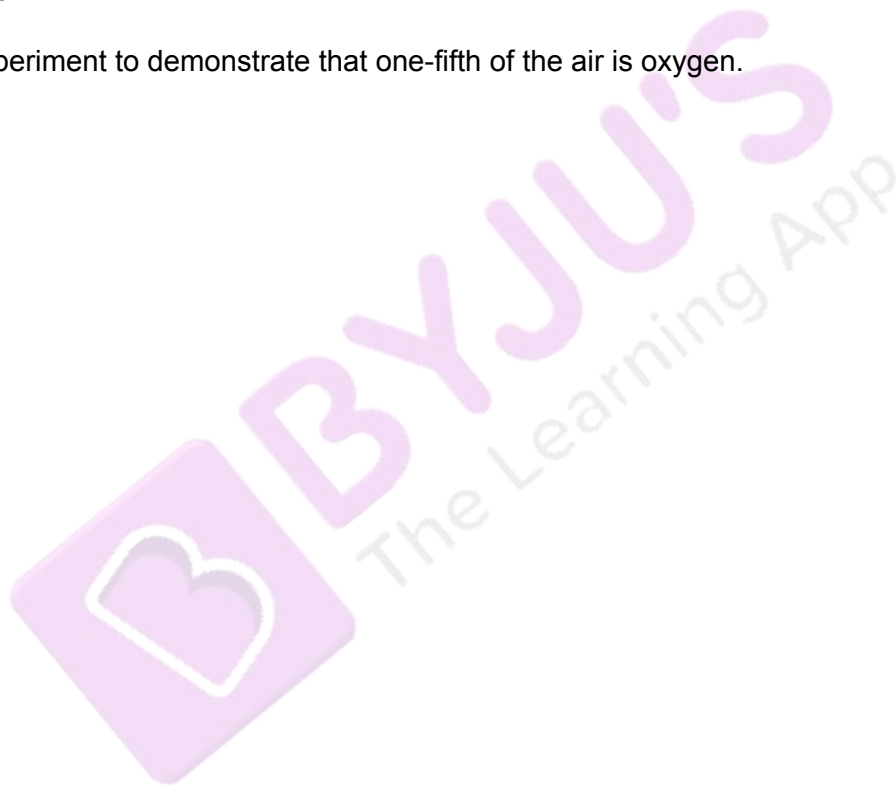 periment to demonstrate that one-fifth of the air is oxygen.
BYJU'S
The Learning App